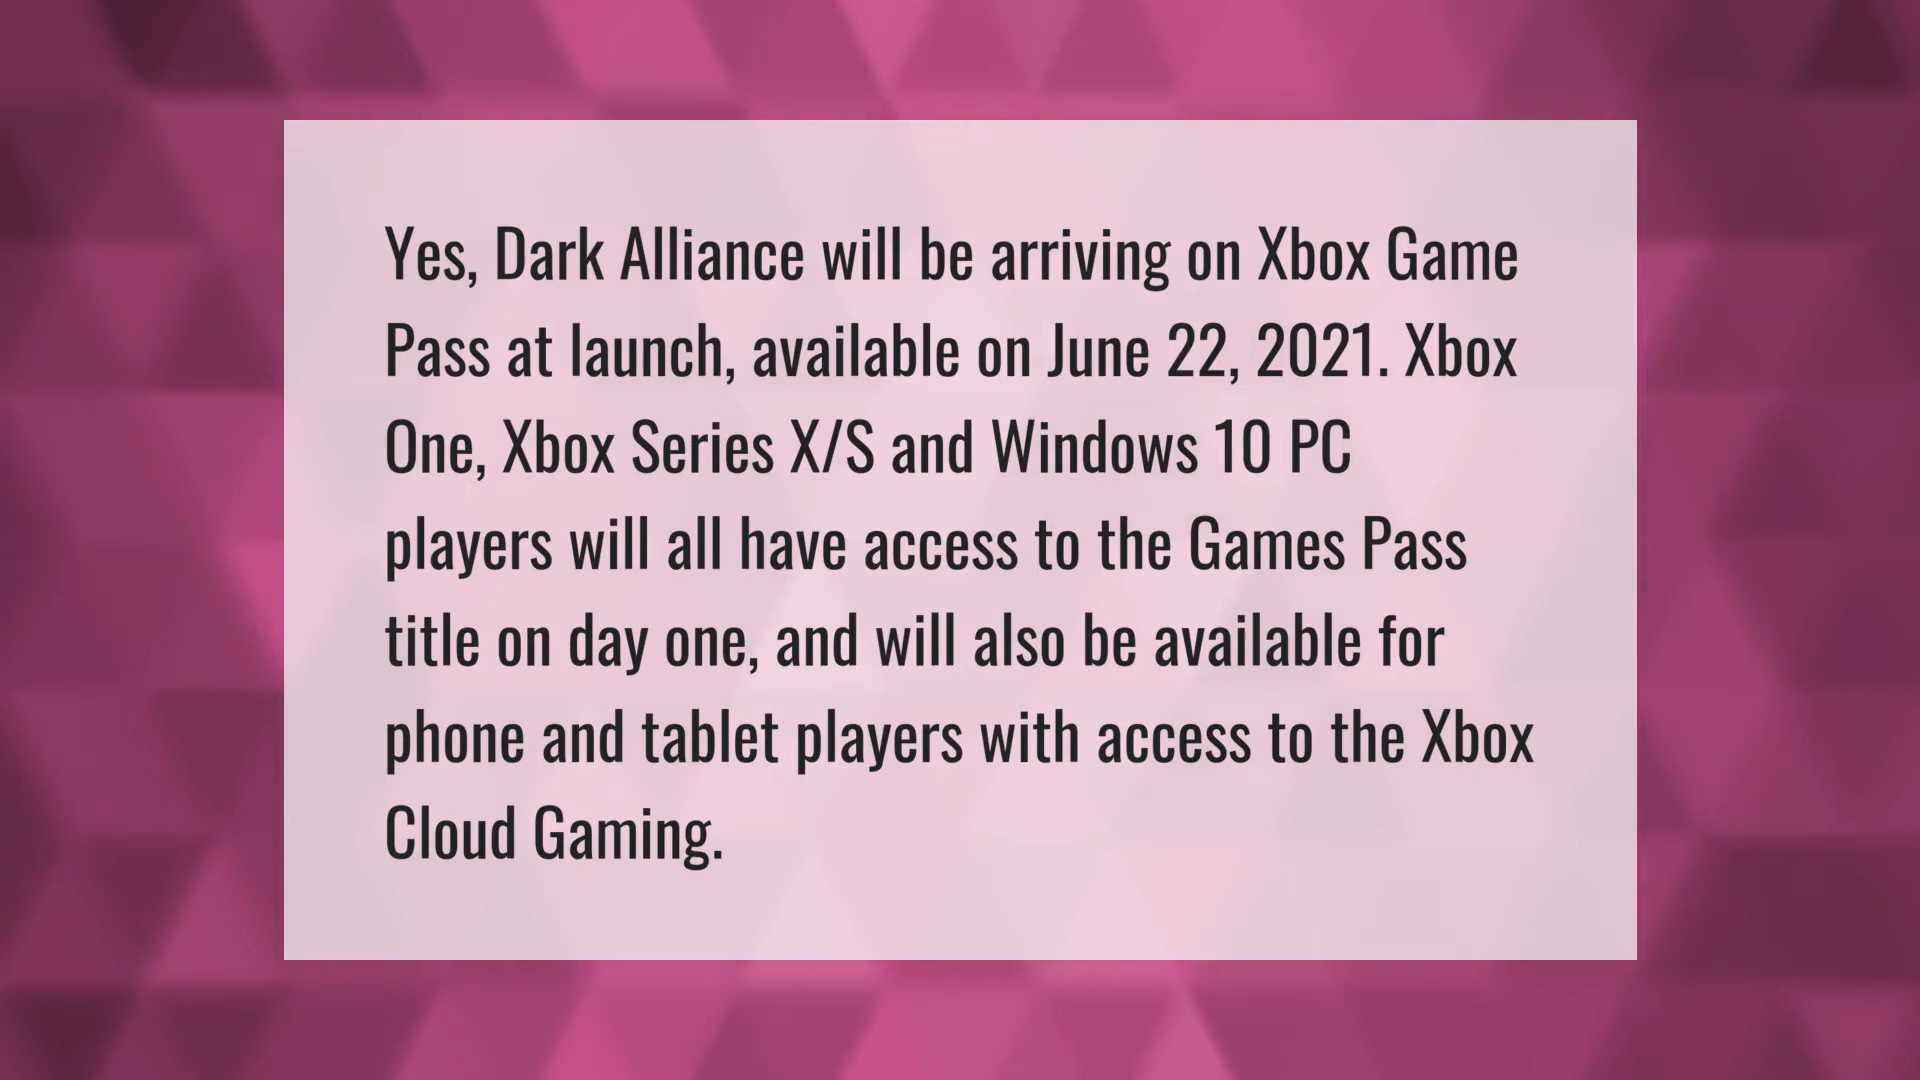 Yes, Dark Alliance will be arriving on Xbox Game
Pass at launch, available on June 22, 2021. Xbox
One, Xbox Series X/S and Windows 10 PC
players will all have access to the Games Pass
title on day one, and will also be available for
phone and tablet players with access to the Xbox
Cloud Gaming.